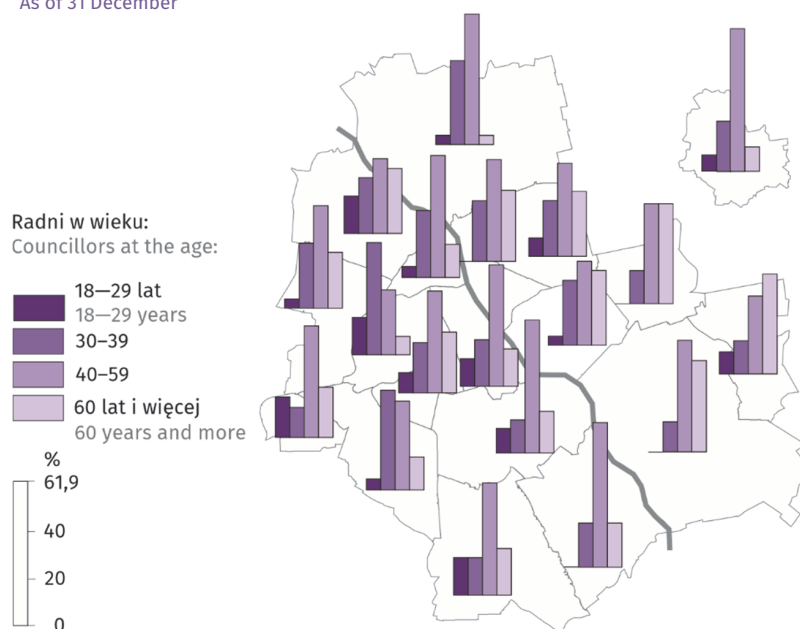 As of 31 December
Radni w wieku:
Councillors at the age:
18—29 lat
18—29 years
30—39
40—59
60 lat i więcej
60 years and more
%
61,9
40
20
0